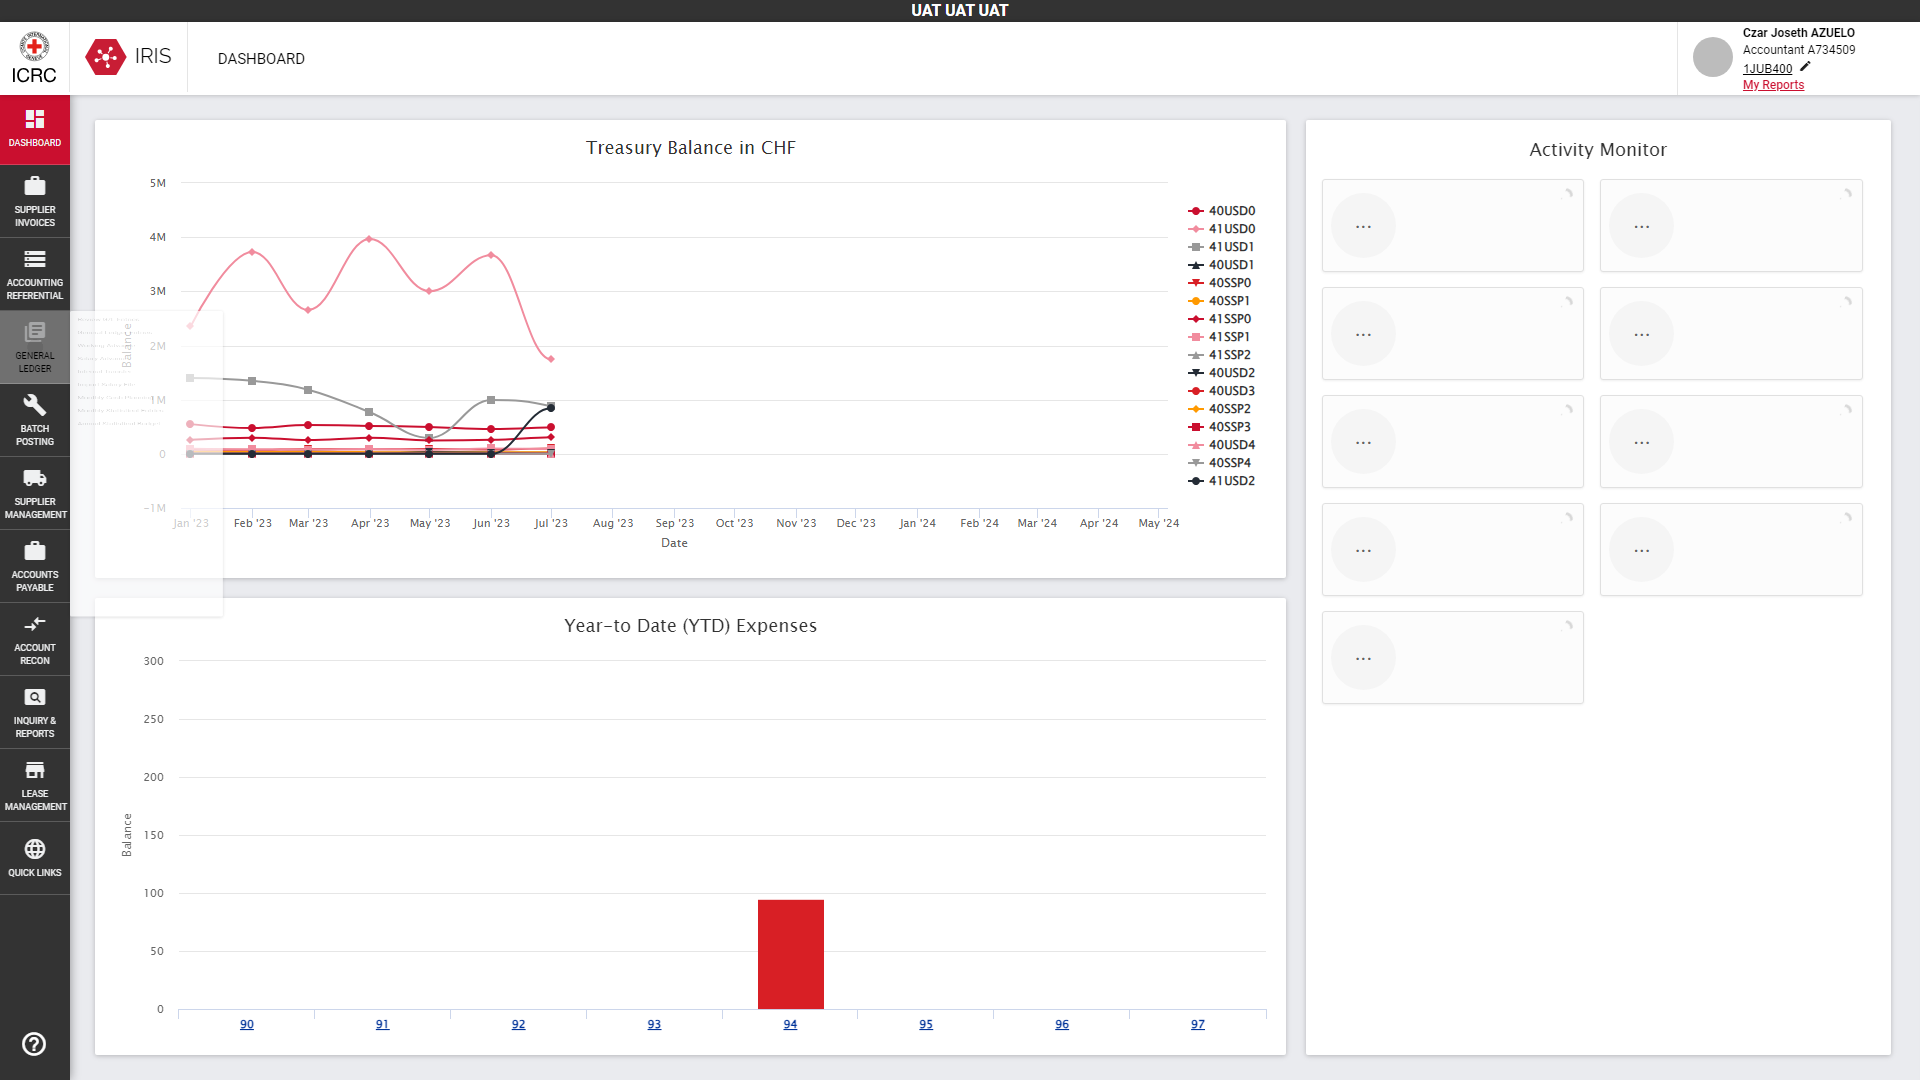 UAT UAT UAT
ICRC
IRIS
DASHBOARD
Czar Joseth AZUELO
Accountant A734509
1JUB400
My Reports
DASHBOARD
SUPPLIER
INVOICES
ACCOUNTING
REFERENTIAL
GENERAL
LEDGER
BATCH
POSTING
SUPPLIER
MANAGEMENT
ACCOUNTS
PAYABLE
ACCOUNT
RECON
INQUIRY &
REPORTS
LEASE
MANAGEMENT
QUICK LINKS
Treasury Balance in CHF
5M
4M
3M
2M
1M
0
-1M
Balance
Jan '23 Feb '23 Mar '23 Apr '23 May '23 Jun '23 Jul '23 Aug '23 Sep '23 Oct '23 Nov '23 Dec '23 Jan '24 Feb '24 Mar '24 Apr '24 May '24
Date
40USD0
41USD0
41USD1
40USD1
40SSP0
40SSP1
41SSP0
41SSP1
41SSP2
40USD2
40USD3
40SSP2
40SSP3
40USD4
40SSP4
41USD2
Year-to Date (YTD) Expenses
300
250
200
150
100
50
0
Balance
90 91 92 93 94 95 96 97
Activity Monitor
... ...
... ...
... ...
... ...
...